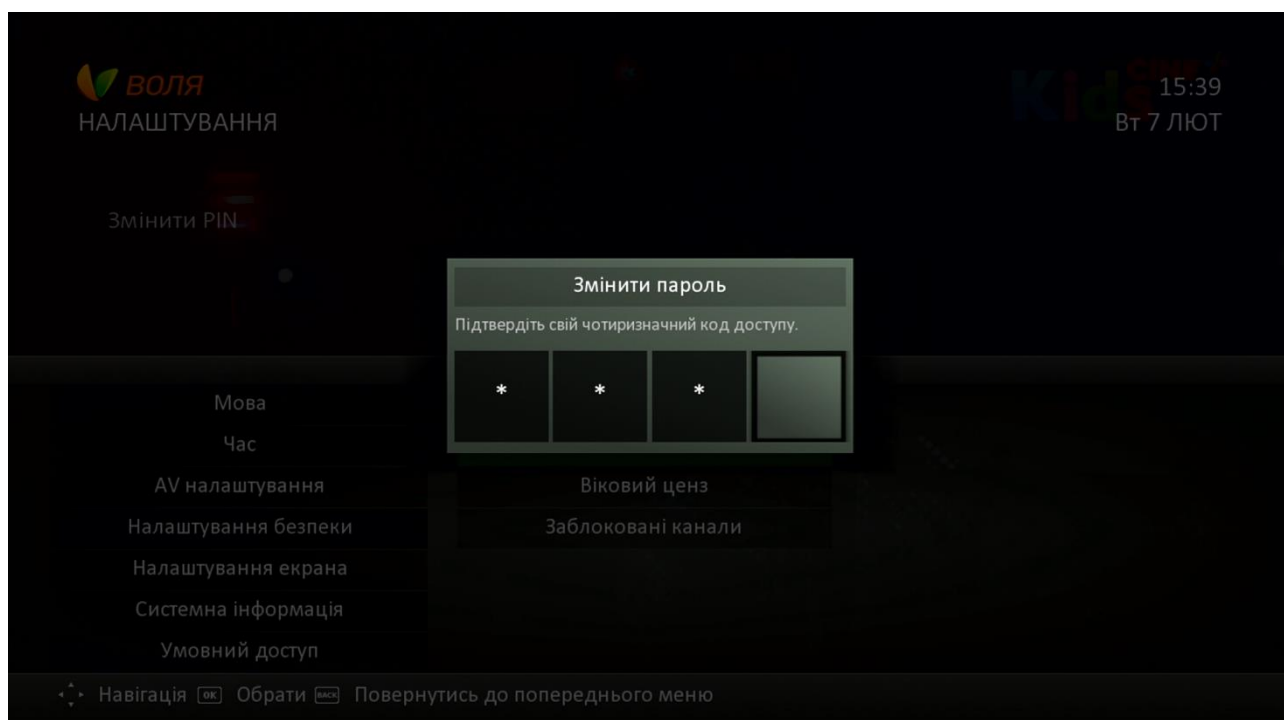 воля
НАЛАШТУВАННЯ
Kids
CINE
15:39
Вт 7 ЛЮТ
Змінити PIN
Змінити пароль
Підтвердіть свій чотиризначний код доступу.
* * *
Мова
Час
AV налаштування
Налаштування безпеки
Налаштування екрана
Системна інформація
Умовний доступ
Віковий ценз
Заблоковані канали
Навігація OK Обрати BACK Повернутись до попереднього меню